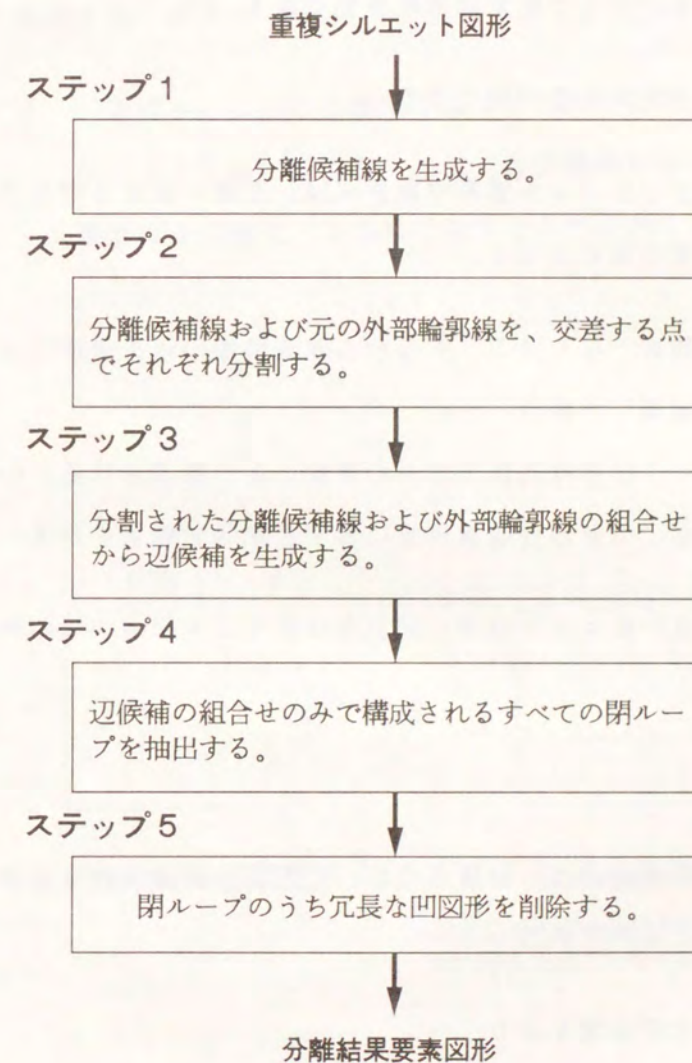 重複シルエット図形
ステップ1
分離候補線を生成する。
ステップ2
分離候補線および元の外部輪郭線を、交差する点
でそれぞれ分割する。
ステップ3
分割された分離候補線および外部輪郭線の組合せ
から辺候補を生成する。
ステップ4
辺候補の組合せのみで構成されるすべての閉ルー
プを抽出する。
ステップ5
閉ループのうち冗長な凹図形を削除する。
分離結果要素図形